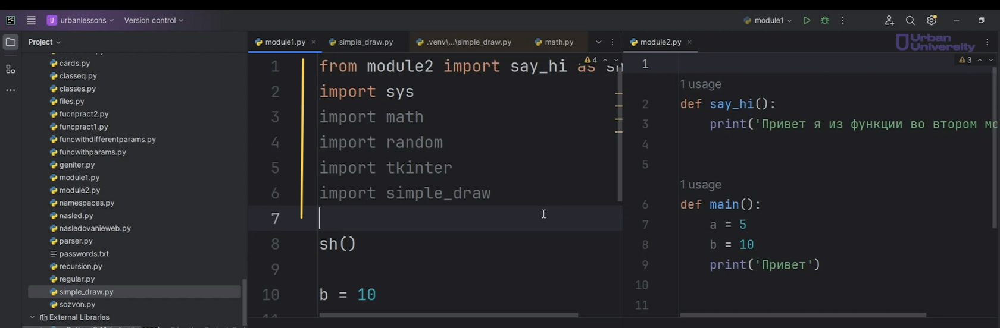 PC
U urbanlessons
Version control
module1
Project
module1.py
simple_draw.py
.venv\...\simple_draw.py
math.py
module2.py
Urban
University
cards.py
classeq.py
classes.py
files.py
fucnpract2.py
funcpract1.py
funcwithdifferentparams.py
funcwithparams.py
geniter.py
module1.py
module2.py
namespaces.py
nasled.py
nasledovanieweb.py
parser.py
passwords.txt
recursion.py
regular.py
simple_draw.py
sozvon.py
External Libraries
4
1 from module2 import say_hi as sh
2 import sys
3 import math
4 import random
5 import tkinter
6 import simple_draw
7
8 sh()
9
10 b = 10
3
1
1 usage
2 def say_hi():
3 print('Привет я из функции во втором мо
4
5
1 usage
6 def main():
7 a = 5
8 b = 10
9 print('Привет')
10
11